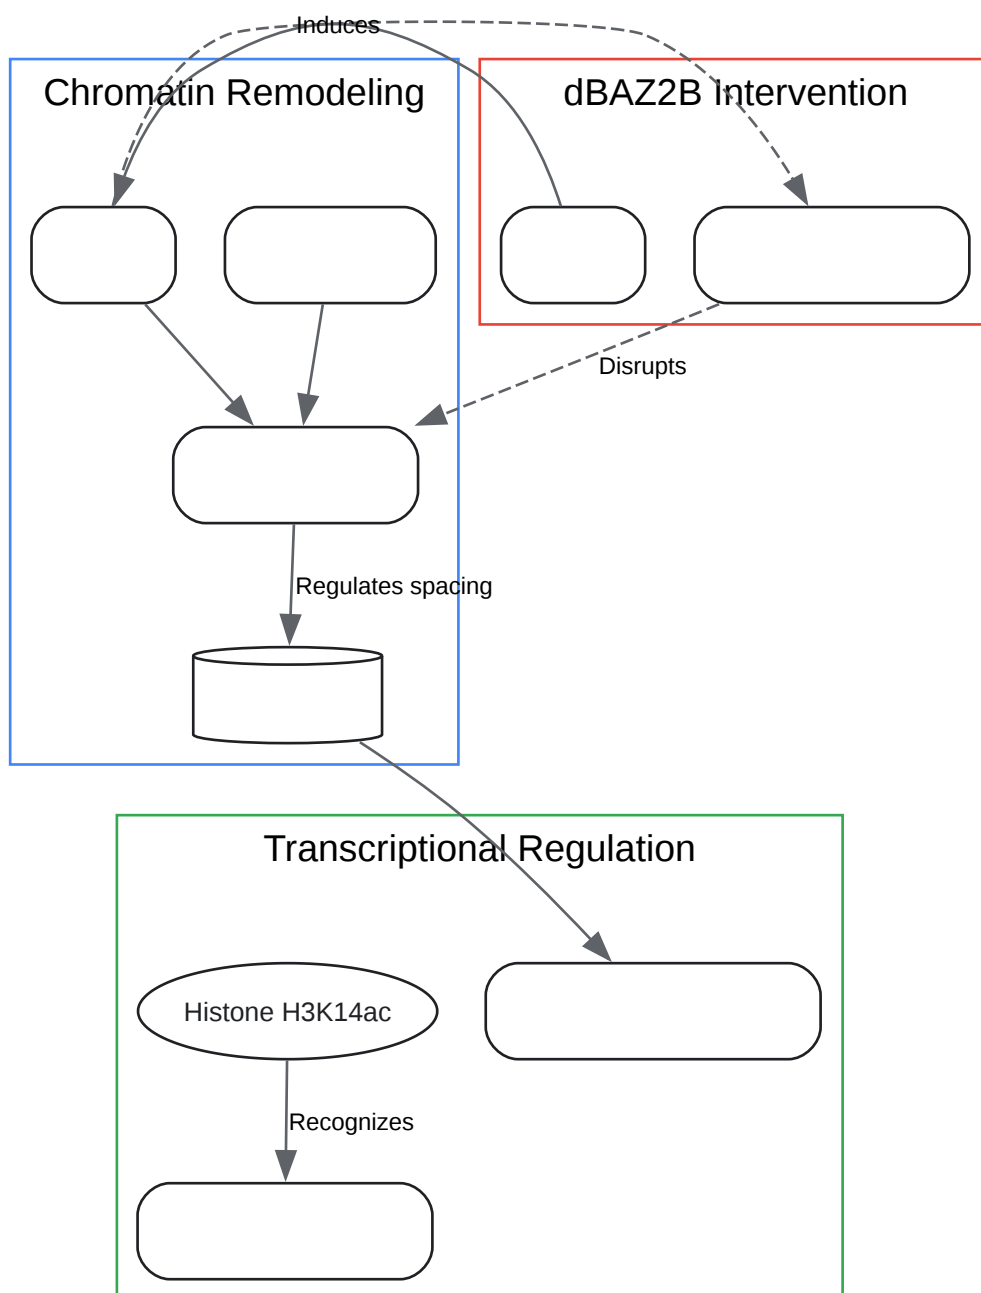 Induces
Chromatin Remodeling
dBAZ2B Intervention
Disrupts
Regulates spacing
Transcriptional Regulation
Histone H3K14ac
Recognizes